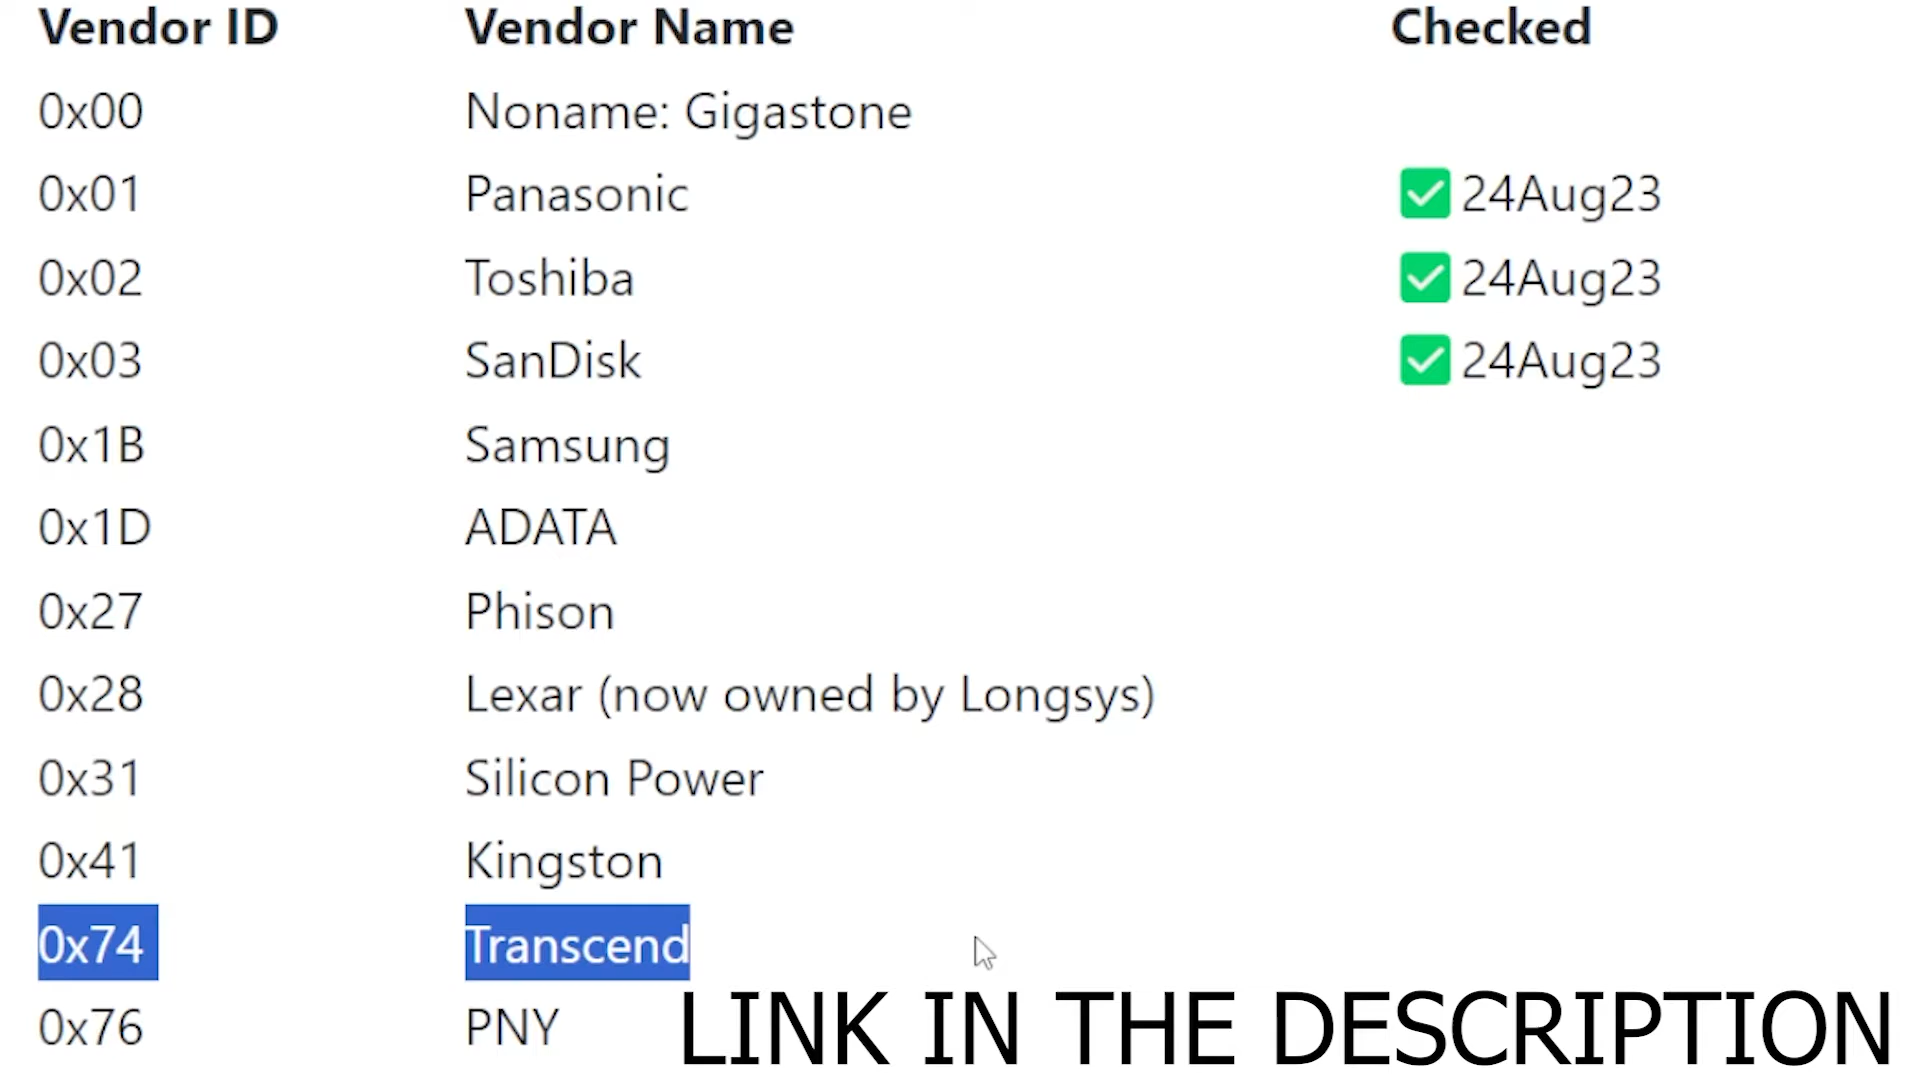 Vendor ID Vendor Name Checked
0x00 Noname: Gigastone
0x01 Panasonic ✅ 24Aug23
0x02 Toshiba ✅ 24Aug23
0x03 SanDisk ✅ 24Aug23
0x1B Samsung
0x1D ADATA
0x27 Phison
0x28 Lexar (now owned by Longsys)
0x31 Silicon Power
0x41 Kingston
0x74 Transcend
0x76 PNY
LINK IN THE DESCRIPTION